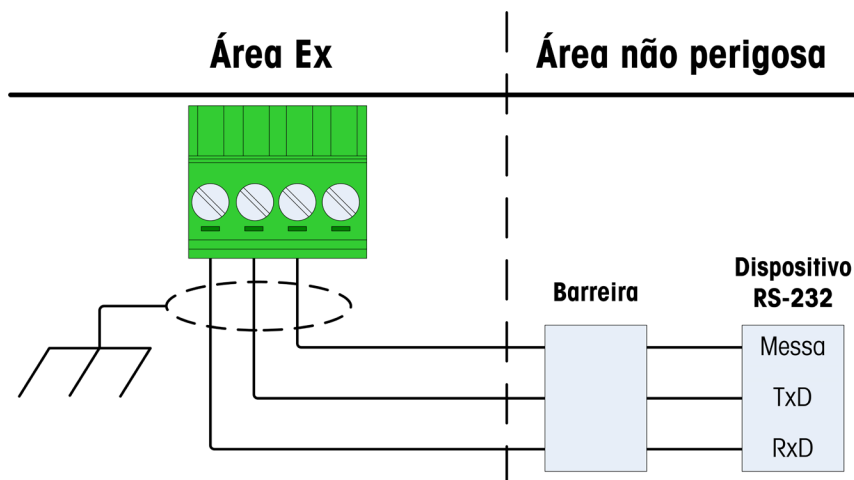 Área Ex
Área não perigosa
Barreira
Dispositivo
RS-232
Messa
TxD
RxD